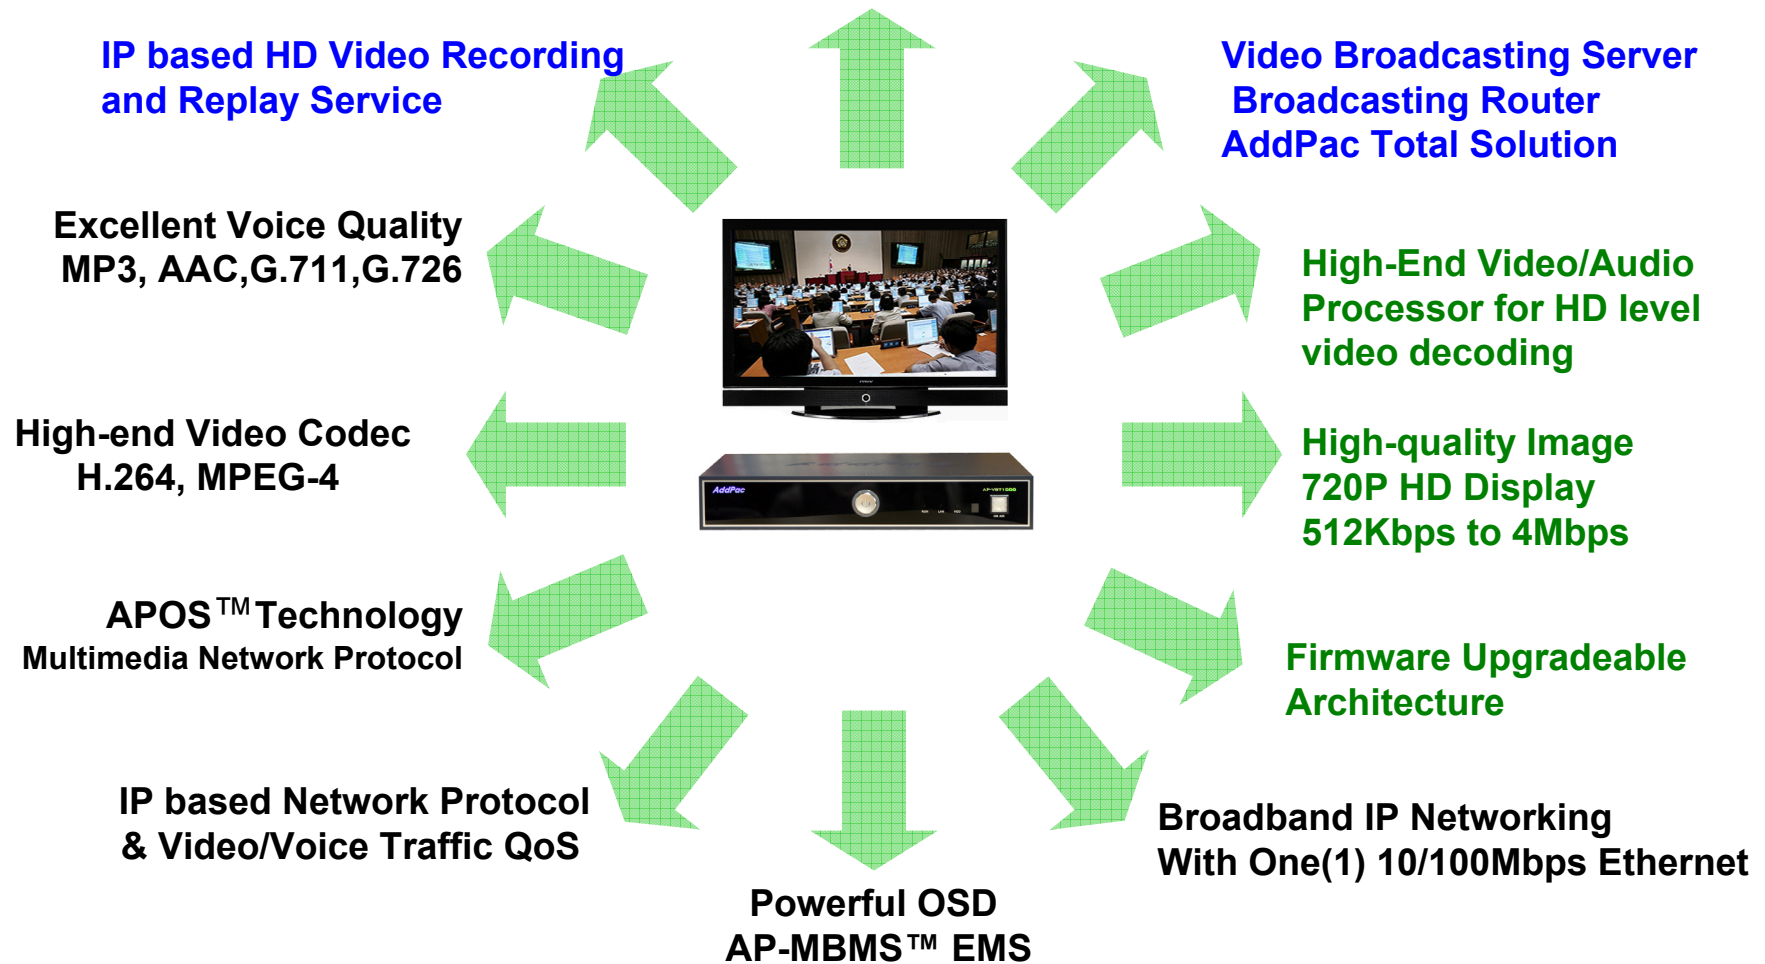 IP based HD Video Recording
and Replay Service
Video Broadcasting Server
Broadcasting Router
AddPac Total Solution
Excellent Voice Quality
MP3, AAC,G.711,G.726
High-End Video/Audio
Processor for HD level
video decoding
High-end Video Codec
H.264, MPEG-4
High-quality Image
720P HD Display
512Kbps to 4Mbps
AddPac
APOS™Technology
Multimedia Network Protocol
Firmware Upgradeable
Architecture
IP based Network Protocol
& Video/Voice Traffic QoS
Broadband IP Networking
With One(1) 10/100Mbps Ethernet
Powerful OSD
AP-MBMS™ EMS